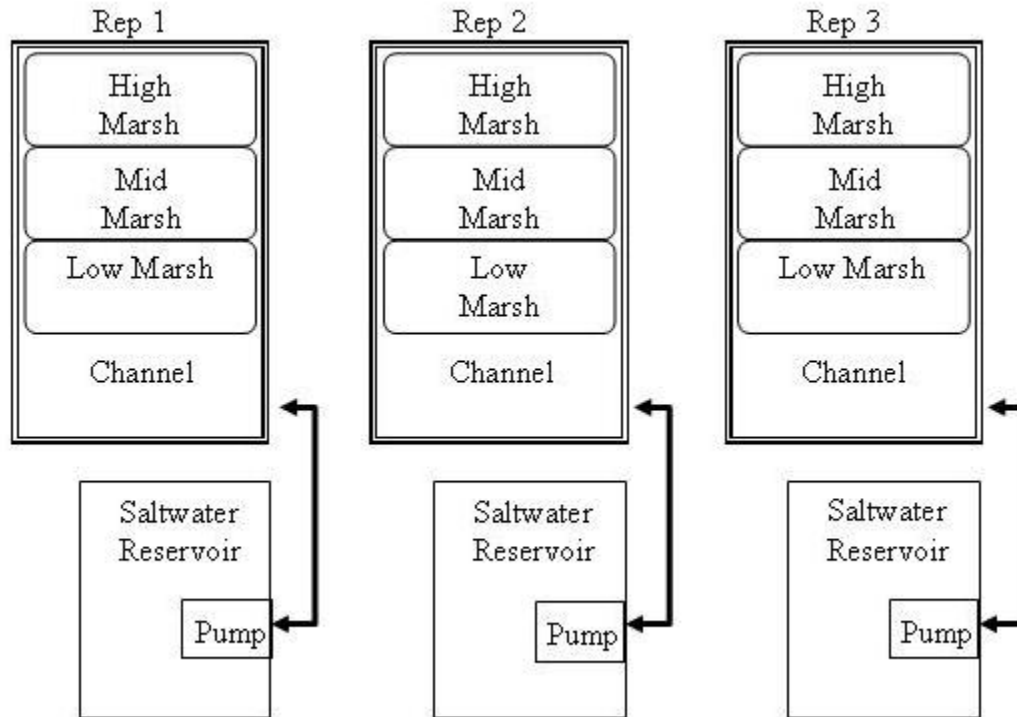 Rep 1
High
Marsh
Mid
Marsh
Low Marsh
Channel
Saltwater
Reservoir
Pump
Rep 2
High
Marsh
Mid
Marsh
Low
Marsh
Channel
Saltwater
Reservoir
Pump
Rep 3
High
Marsh
Mid
Marsh
Low Marsh
Channel
Saltwater
Reservoir
Pump